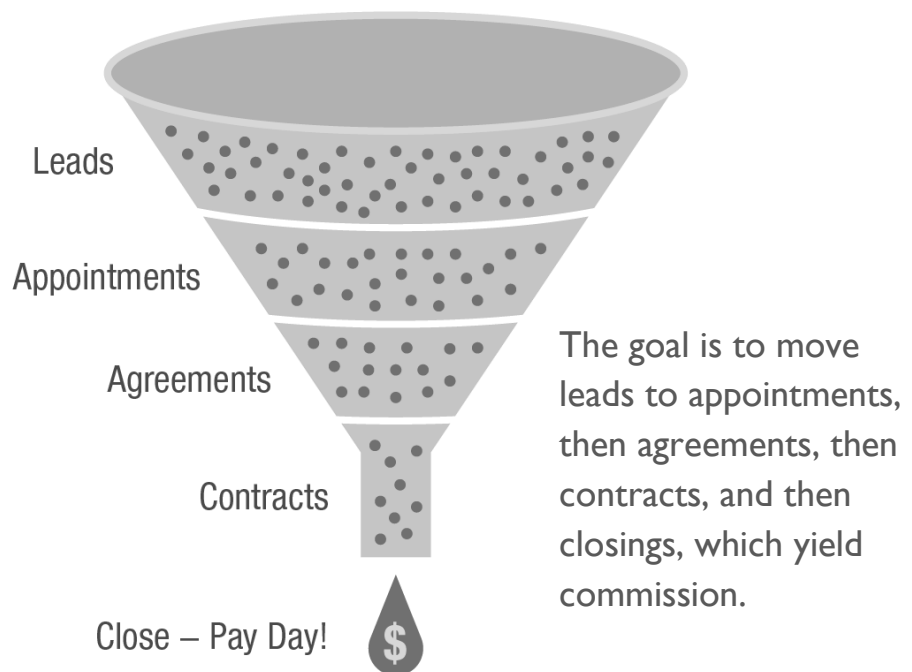 Leads
Appointments
Agreements
The goal is to move
leads to appointments,
then agreements, then
contracts, and then
closings, which yield
commission.
Contracts
Close – Pay Day!
$